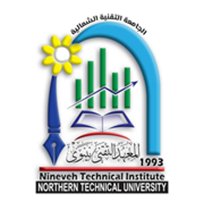 الجامعة التقنية الشمالية
المعهد التقني نينوى
1993
Nineveh Technical Institute
NORTHERN TECHNICAL UNIVERSITY